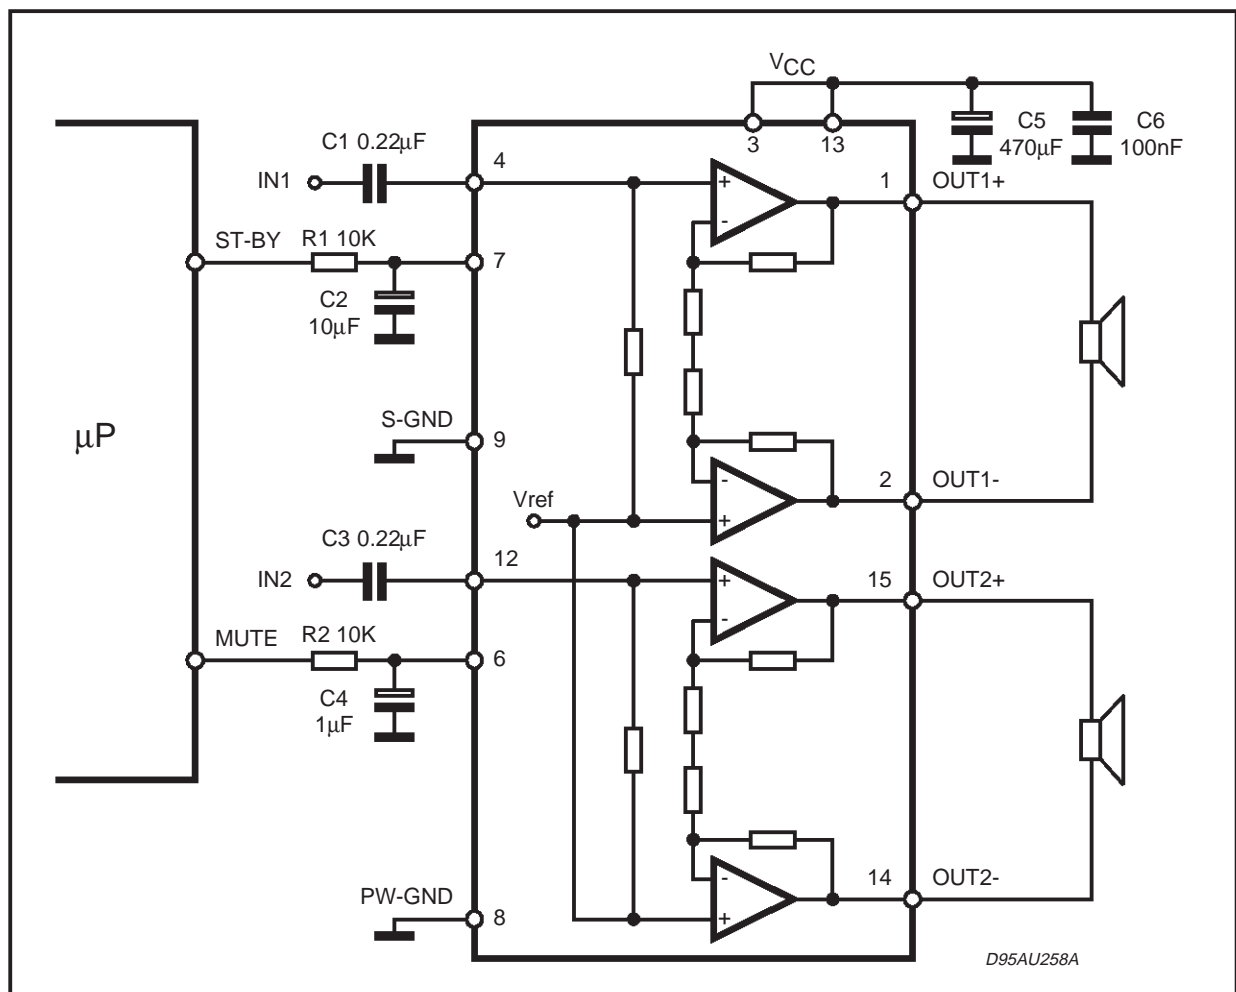 VCC
3
13
C5
470μF
C6
100nF
C1 0.22μF
IN1
4
+
-
1
OUT1+
ST-BY
R1 10K
7
C2
10μF
μP
S-GND
9
Vref
-
+
2
OUT1-
C3 0.22μF
IN2
12
+
-
15
OUT2+
MUTE
R2 10K
6
C4
1μF
PW-GND
8
-
+
14
OUT2-
D95AU258A